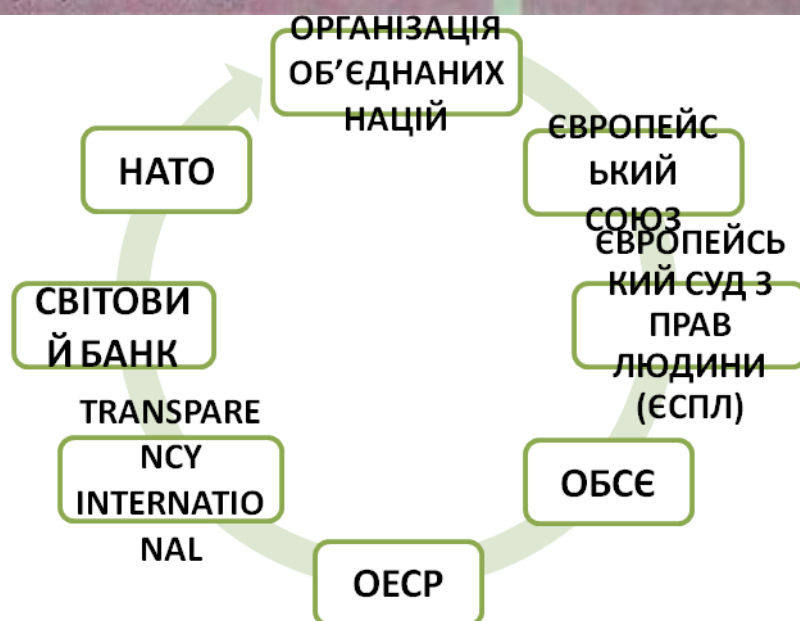 ОРГАНІЗАЦІЯ
ОБ’ЄДНАНИХ
НАЦІЙ
ЄВРОПЕЙС
ЬКИЙ
СОЮЗ
ЄВРОПЕЙСЬ
КИЙ СУД З
ПРАВ
ЛЮДИНИ
(ЄСПЛ)
ОБСЄ
ОЕСР
TRANSPARE
NCY
INTERNATIO
NAL
СВІТОВИ
Й БАНК
НАТО